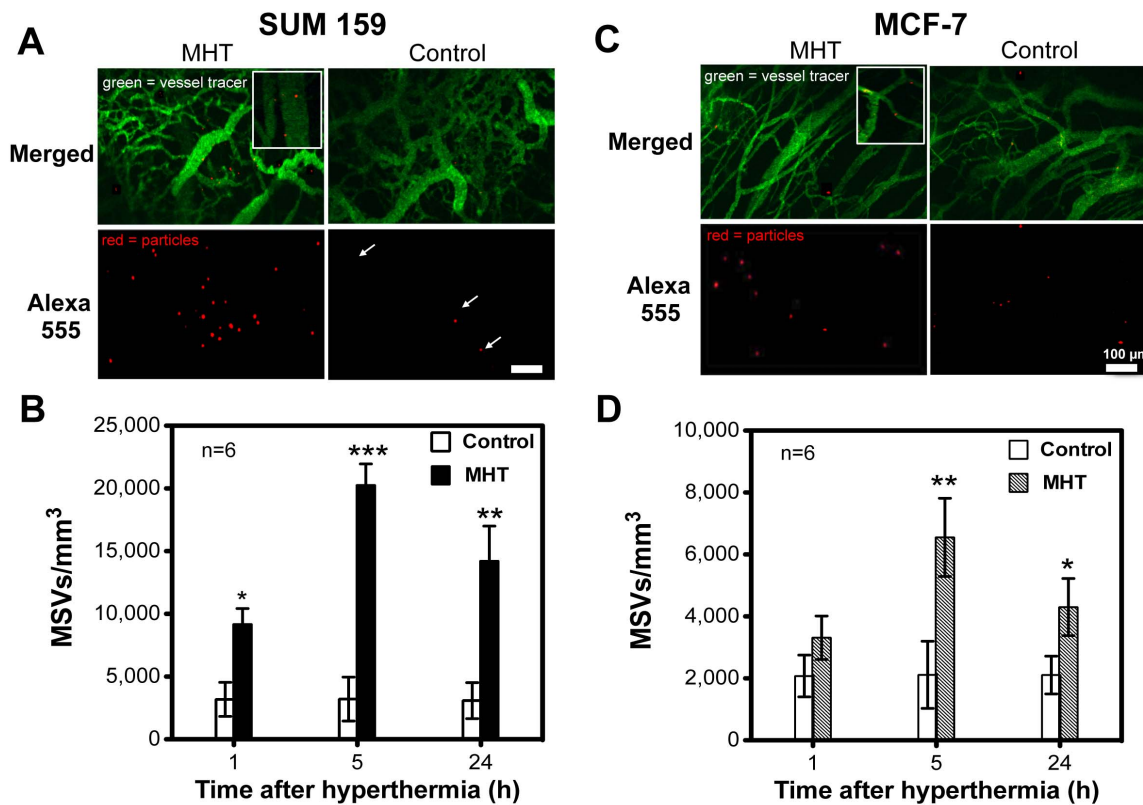 SUM 159
A
MHT
Control
green = vessel tracer
Merged
red = particles
Alexa
555
MCF-7
C
MHT
Control
green = vessel tracer
Merged
red = particles
Alexa
555
100 µm
B
25,000
20,000
15,000
10,000
5,000
0
MSVs/mm³
n=6
Control
MHT
*
***
**
1
5
24
Time after hyperthermia (h)
D
10,000
8,000
6,000
4,000
2,000
0
MSVs/mm³
n=6
Control
MHT
**
*
1
5
24
Time after hyperthermia (h)